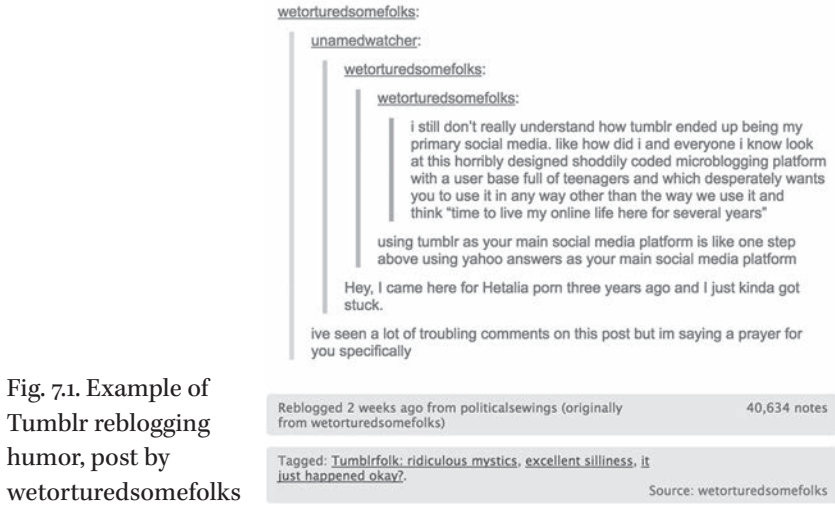 wetorturedsomefolks:
unamedwatcher:
wetorturedsomefolks:
wetorturedsomefolks:
i still don't really understand how tumblr ended up being my
primary social media. like how did i and everyone i know look
at this horribly designed shoddily coded microblogging platform
with a user base full of teenagers and which desperately wants
you to use it in any way other than the way we use it and
think “time to live my online life here for several years”
using tumblr as your main social media platform is like one step
above using yahoo answers as your main social media platform
Hey, I came here for Hetalia porn three years ago and I just kinda got
stuck.
ive seen a lot of troubling comments on this post but im saying a prayer for
you specifically
Reblogged 2 weeks ago from politicalsewings (originally
from wetorturedsomefolks)
40,634 notes
Tagged: Tumblrfolk: ridiculous mystics, excellent silliness, it
just happened okay?.
Source: wetorturedsomefolks
Fig. 7.1. Example of
Tumblr reblogging
humor, post by
wetorturedsomefolks